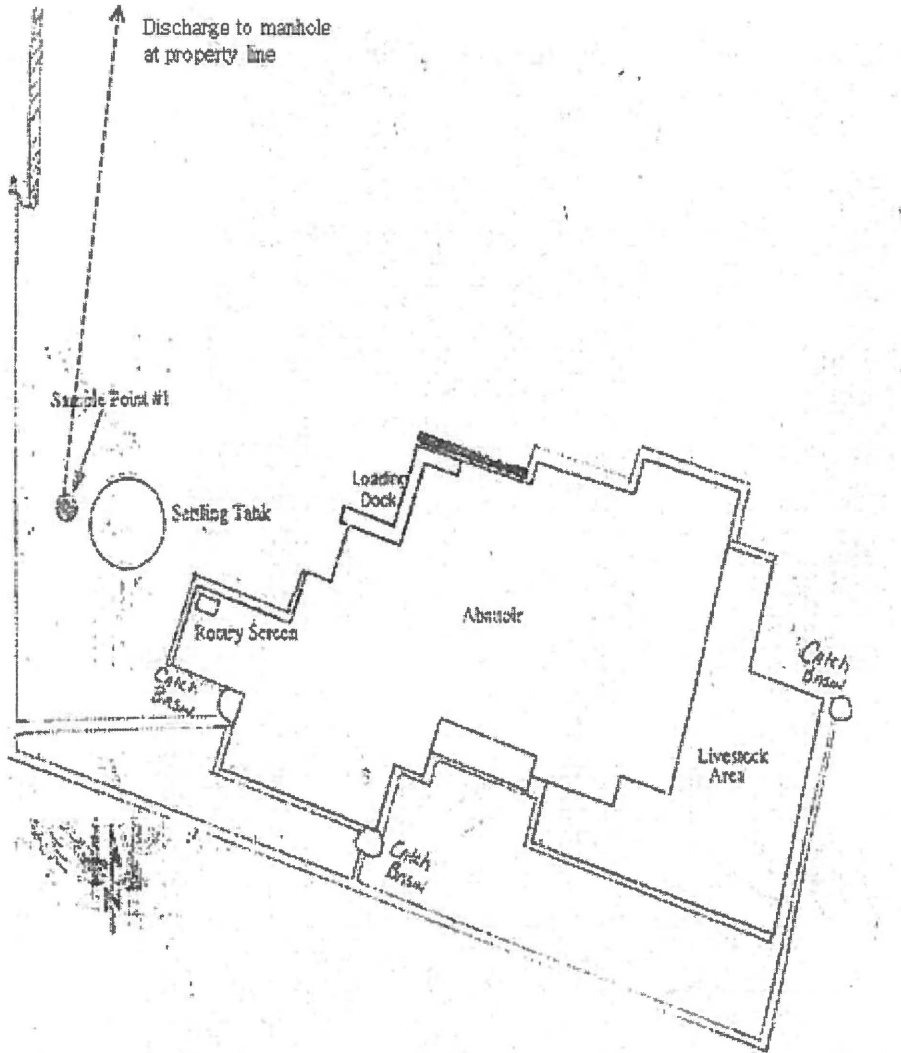 Discharge to manhole
at property line
Sample Point #1
Settling Tank
Loading
Dock
Rotary Screen
Abattoir
Catch
Basin
Catch
Basin
Livestock
Area
Catch
Basin